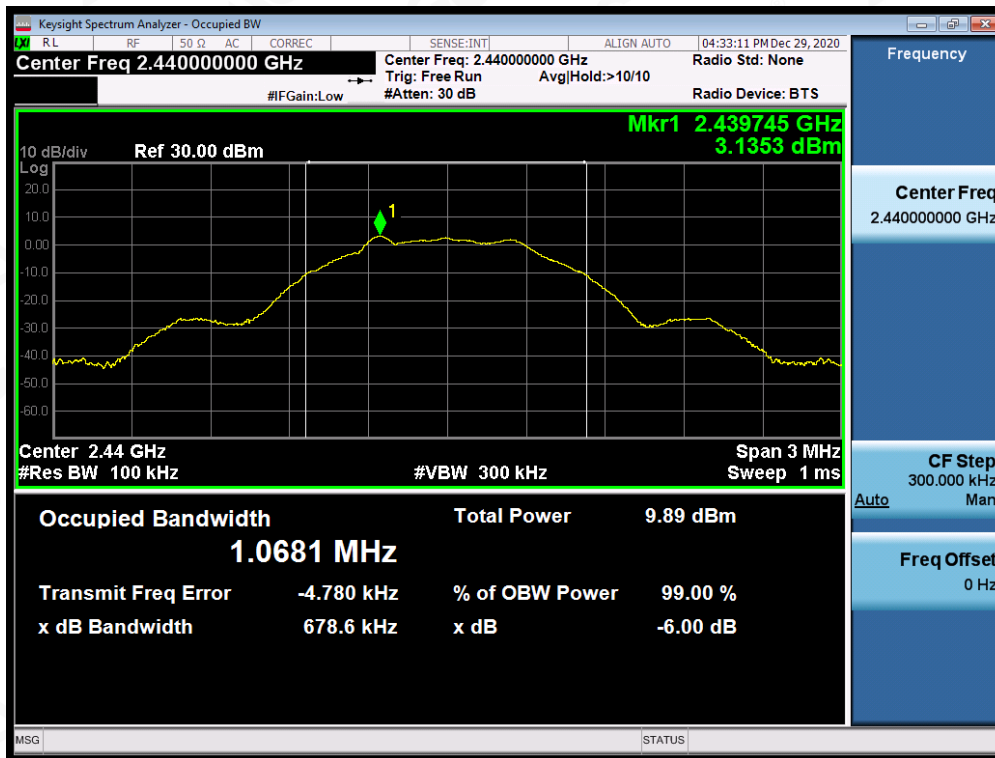 Keysight Spectrum Analyzer - Occupied BW
LXI RL RF 50 Ω AC CORREC SENSE:INT ALIGN AUTO 04:33:11 PM Dec 29, 2020
Center Freq 2.440000000 GHz
Center Freq: 2.440000000 GHz Radio Std: None
Trig: Free Run Avg|Hold:>10/10
#IFGain:Low #Atten: 30 dB Radio Device: BTS
Mkr1 2.439745 GHz
3.1353 dBm
10 dB/div Ref 30.00 dBm
Log
20.0
10.0
0.00
-10.0
-20.0
-30.0
-40.0
-50.0
-60.0
1
Center 2.44 GHz Span 3 MHz
#Res BW 100 kHz #VBW 300 kHz Sweep 1 ms
Occupied Bandwidth Total Power 9.89 dBm
1.0681 MHz
Transmit Freq Error -4.780 kHz % of OBW Power 99.00 %
x dB Bandwidth 678.6 kHz x dB -6.00 dB
MSG STATUS
Frequency
Center Freq
2.440000000 GHz
CF Step
300.000 kHz
Auto Man
Freq Offset
0 Hz